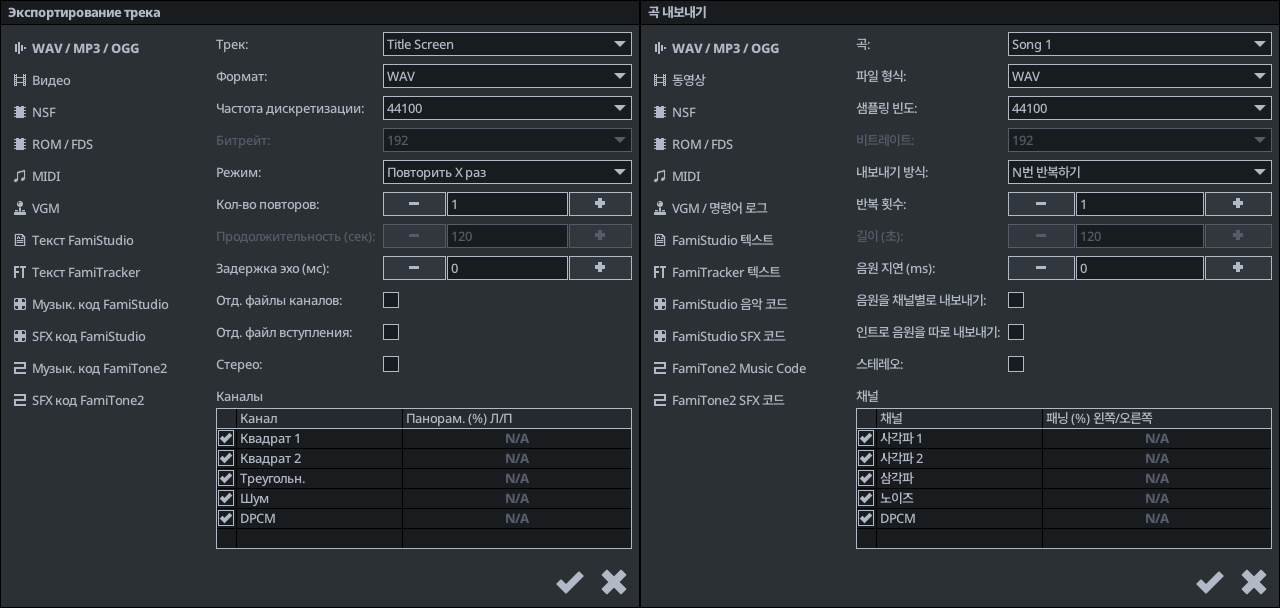 Экспортирование трека
WAV / MP3 / OGG
Видео
NSF
ROM / FDS
MIDI
VGM
Текст FamiStudio
Текст FamiTracker
Музык. код FamiStudio
SFX код FamiStudio
Музык. код FamiTone2
SFX код FamiTone2
Трек: Title Screen
Формат: WAV
Частота дискретизации: 44100
Битрейт: 192
Режим: Повторить X раз
Кол-во повторов: 1
Продолжительность (сек): 120
Задержка эхо (мс): 0
Отд. файлы каналов:
Отд. файл вступления:
Стерео:
Каналы
Канал Панорам. (%) Л/П
Квадрат 1 N/A
Квадрат 2 N/A
Треугольн. N/A
Шум N/A
DPCM N/A
곡 내보내기
WAV / MP3 / OGG
동영상
NSF
ROM / FDS
MIDI
VGM / 명령어 로그
FamiStudio 텍스트
FamiTracker 텍스트
FamiStudio 음악 코드
FamiStudio SFX 코드
FamiTone2 Music Code
FamiTone2 SFX 코드
곡: Song 1
파일 형식: WAV
샘플링 빈도: 44100
비트레이트: 192
내보내기 방식: N번 반복하기
반복 횟수: 1
길이 (초): 120
음원 지연 (ms): 0
음원을 채널별로 내보내기:
인트로 음원을 따로 내보내기:
스테레오:
채널
채널 패닝 (%) 왼쪽/오른쪽
사각파 1 N/A
사각파 2 N/A
삼각파 N/A
노이즈 N/A
DPCM N/A